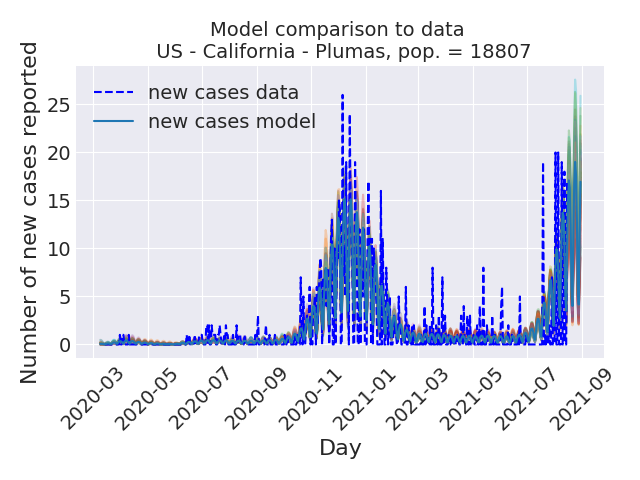 Model comparison to data
US - California - Plumas, pop. = 18807
new cases data
new cases model
Number of new cases reported
25
20
15
10
5
0
2020-03
2020-05
2020-07
2020-09
2020-11
2021-01
2021-03
2021-05
2021-07
2021-09
Day